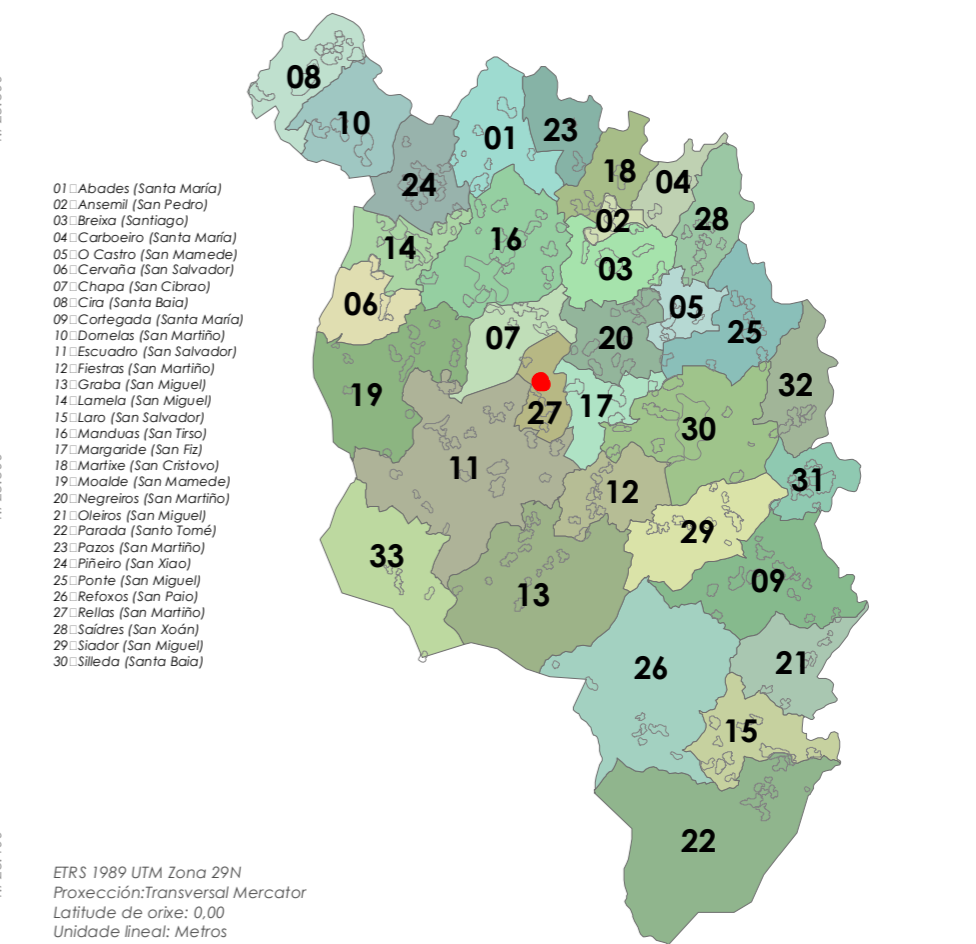 08
10
01
23
18
04
24
02
28
14
16
03
06
05
07
20
25
19
27
17
32
30
11
12
31
29
33
13
09
26
21
15
22
01 Abades (Santa María)
02 Ansemil (San Pedro)
03 Breixa (Santiago)
04 Carboeiro (Santa María)
05 O Castro (San Mamede)
06 Cervaña (San Salvador)
07 Chapa (San Cibrao)
08 Cira (Santa Baia)
09 Cortegada (Santa María)
10 Dornelas (San Martiño)
11 Escuadro (San Salvador)
12 Fiestras (San Martiño)
13 Graba (San Miguel)
14 Lamela (San Miguel)
15 Laro (San Salvador)
16 Manduas (San Tirso)
17 Margaride (San Fiz)
18 Martixe (San Cristovo)
19 Moalde (San Mamede)
20 Negreiros (San Martiño)
21 Oleiros (San Miguel)
22 Parada (Santo Tomé)
23 Pazos (San Martiño)
24 Piñeiro (San Xiao)
25 Ponte (San Miguel)
26 Refoxos (San Paio)
27 Rellas (San Martiño)
28 Saídres (San Xoán)
29 Siador (San Miguel)
30 Silleda (Santa Baia)
ETRS 1989 UTM Zona 29N
Proxección:Transversal Mercator
Latitude de orixe: 0,00
Unidade lineal: Metros